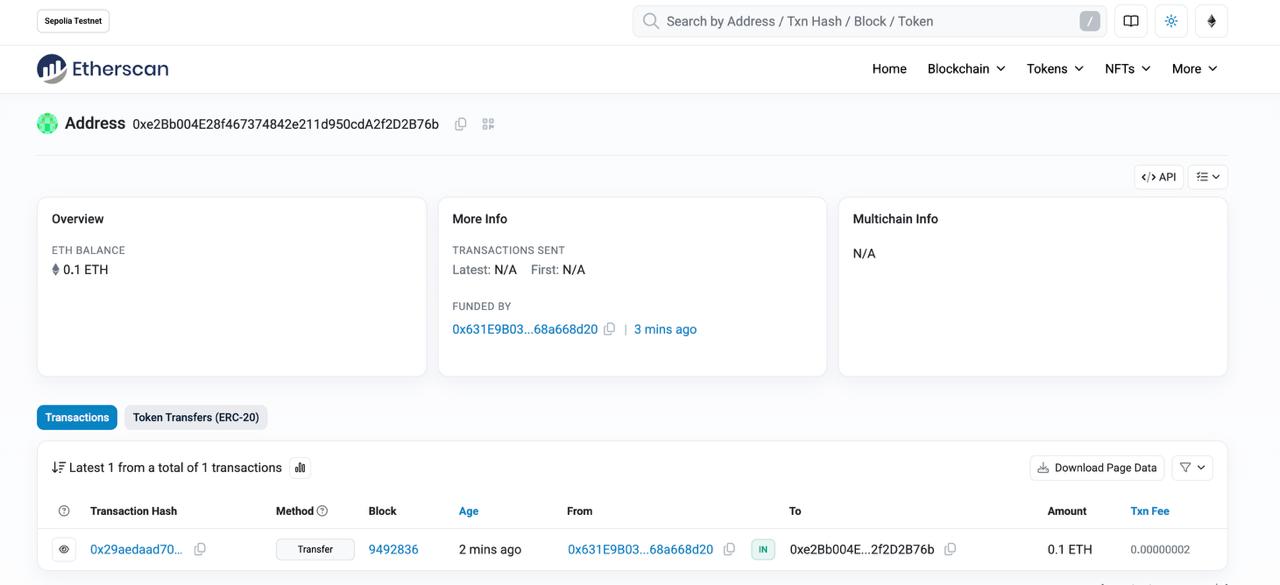 Sepolia Testnet
Search by Address / Txn Hash / Block / Token /
Etherscan Home Blockchain Tokens NFTs More
Address 0xe2Bb004E28f467374842e211d950cdA2f2D2B76b
</> API
Overview
ETH BALANCE
0.1 ETH
More Info
TRANSACTIONS SENT
Latest: N/A First: N/A
FUNDED BY
0x631E9B03...68a668d20 | 3 mins ago
Multichain Info
N/A
Transactions Token Transfers (ERC-20)
Latest 1 from a total of 1 transactions Download Page Data
Transaction Hash Method Block Age From To Amount Txn Fee
0x29aedaad70... Transfer 9492836 2 mins ago 0x631E9B03...68a668d20 IN 0xe2Bb004E...2f2D2B76b 0.1 ETH 0.00000002